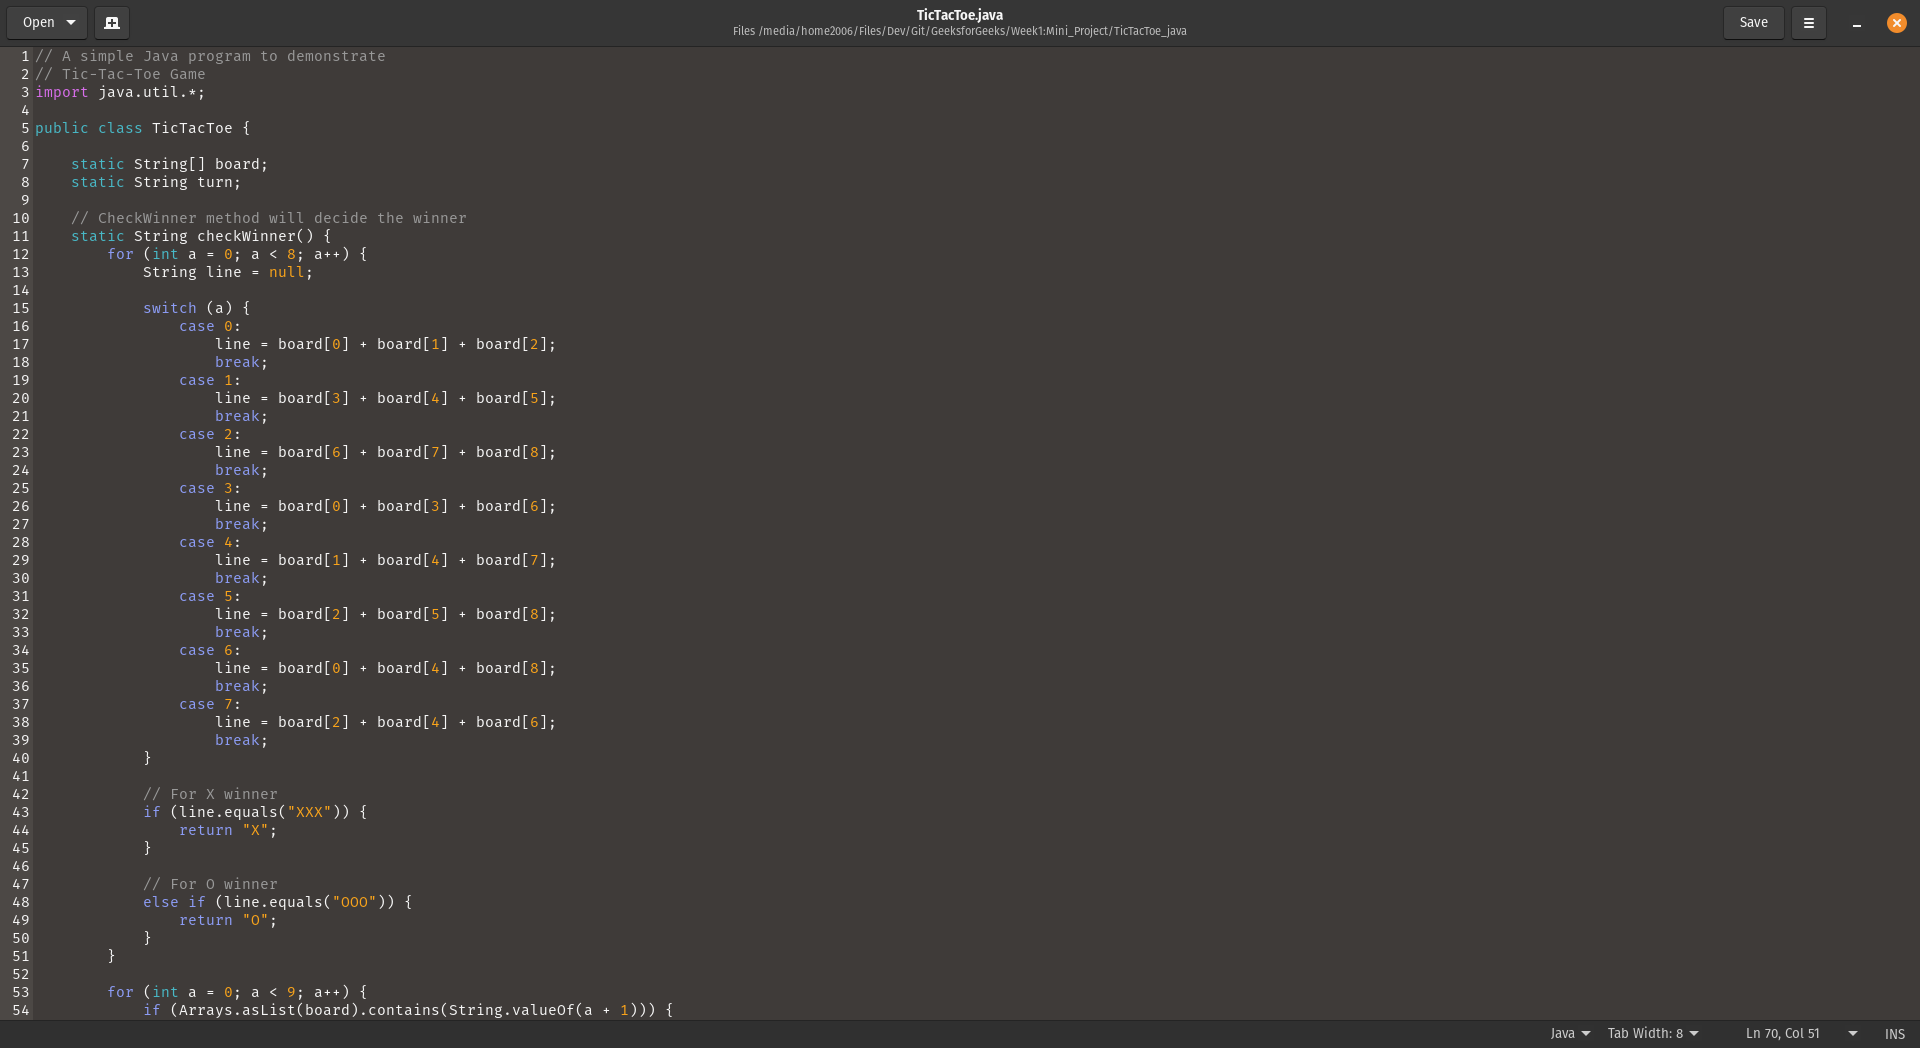 Open
TicTacToe.java
Files /media/home2006/Files/Dev/Git/GeeksforGeeks/Week1:Mini_Project/TicTacToe_java
Save
1 // A simple Java program to demonstrate
2 // Tic-Tac-Toe Game
3 import java.util.*;
4
5 public class TicTacToe {
6
7     static String[] board;
8     static String turn;
9
10     // CheckWinner method will decide the winner
11     static String checkWinner() {
12         for (int a = 0; a < 8; a++) {
13             String line = null;
14
15             switch (a) {
16                 case 0:
17                     line = board[0] + board[1] + board[2];
18                     break;
19                 case 1:
20                     line = board[3] + board[4] + board[5];
21                     break;
22                 case 2:
23                     line = board[6] + board[7] + board[8];
24                     break;
25                 case 3:
26                     line = board[0] + board[3] + board[6];
27                     break;
28                 case 4:
29                     line = board[1] + board[4] + board[7];
30                     break;
31                 case 5:
32                     line = board[2] + board[5] + board[8];
33                     break;
34                 case 6:
35                     line = board[0] + board[4] + board[8];
36                     break;
37                 case 7:
38                     line = board[2] + board[4] + board[6];
39                     break;
40             }
41
42             // For X winner
43             if (line.equals("XXX")) {
44                 return "X";
45             }
46
47             // For O winner
48             else if (line.equals("OOO")) {
49                 return "O";
50             }
51         }
52
53         for (int a = 0; a < 9; a++) {
54             if (Arrays.asList(board).contains(String.valueOf(a + 1))) {
Java
Tab Width: 8
Ln 70, Col 51
INS